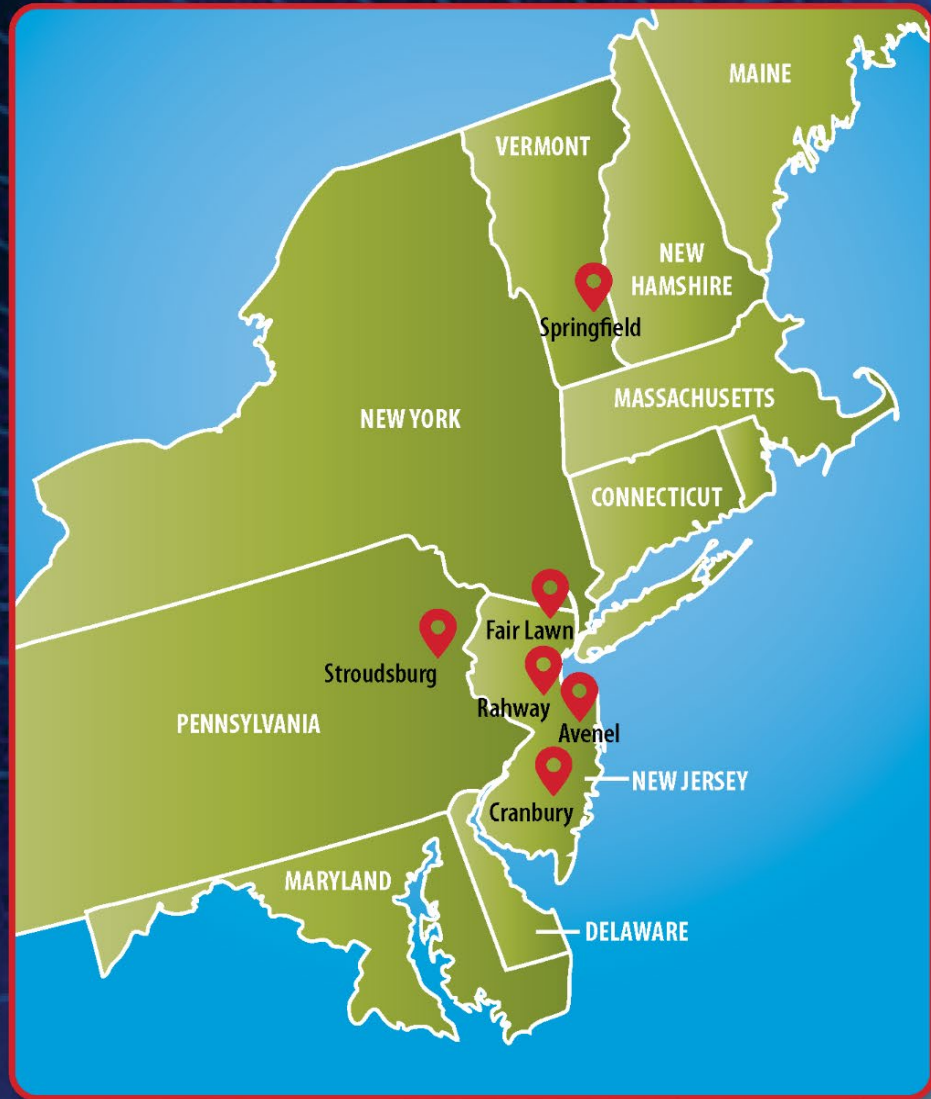 MAINE
VERMONT
NEW
HAMSHIRE
Springfield
MASSACHUSETTS
NEW YORK
CONNECTICUT
Fair Lawn
Stroudsburg
Rahway
PENNSYLVANIA
Avenel
NEW JERSEY
Cranbury
MARYLAND
DELAWARE